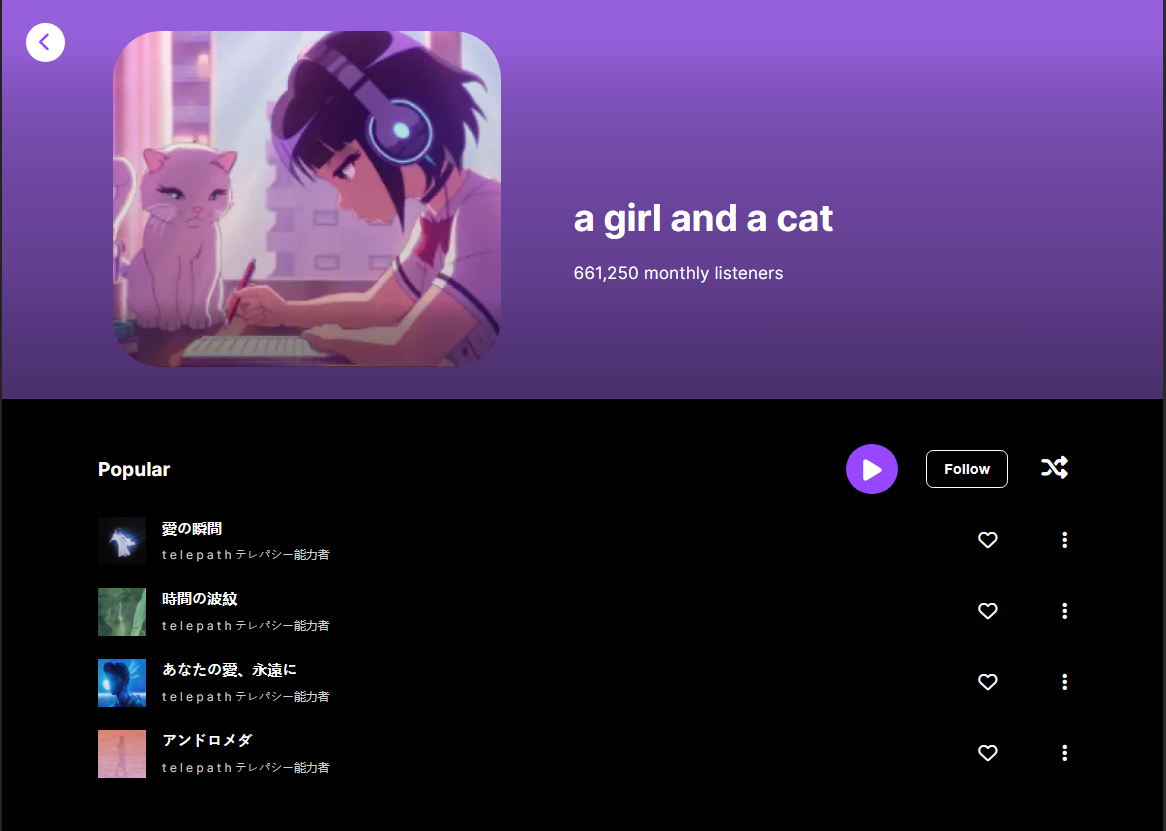 a girl and a cat
661,250 monthly listeners
Popular
Follow
愛の瞬間
t e l e p a t h テレパシー能力者
時間の波紋
t e l e p a t h テレパシー能力者
あなたの愛、永遠に
t e l e p a t h テレパシー能力者
アンドロメダ
t e l e p a t h テレパシー能力者